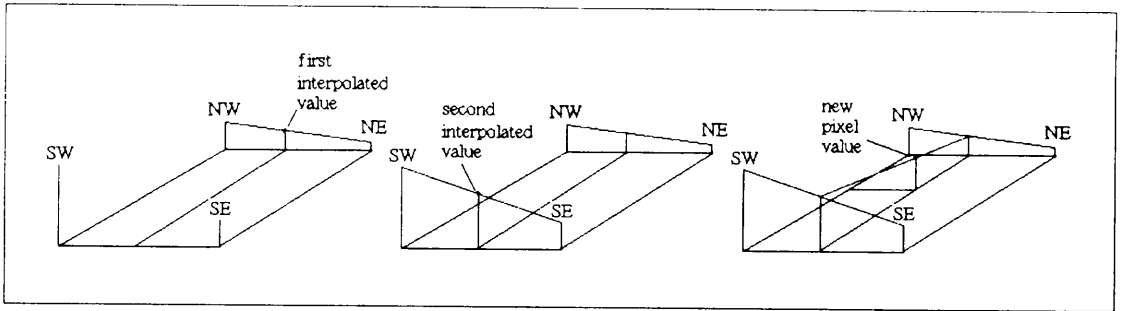 first
interpolated
value
NW
NE
SW
SE
second
interpolated
value
NW
NE
SW
SE
new
pixel
value
NW
NE
SW
SE